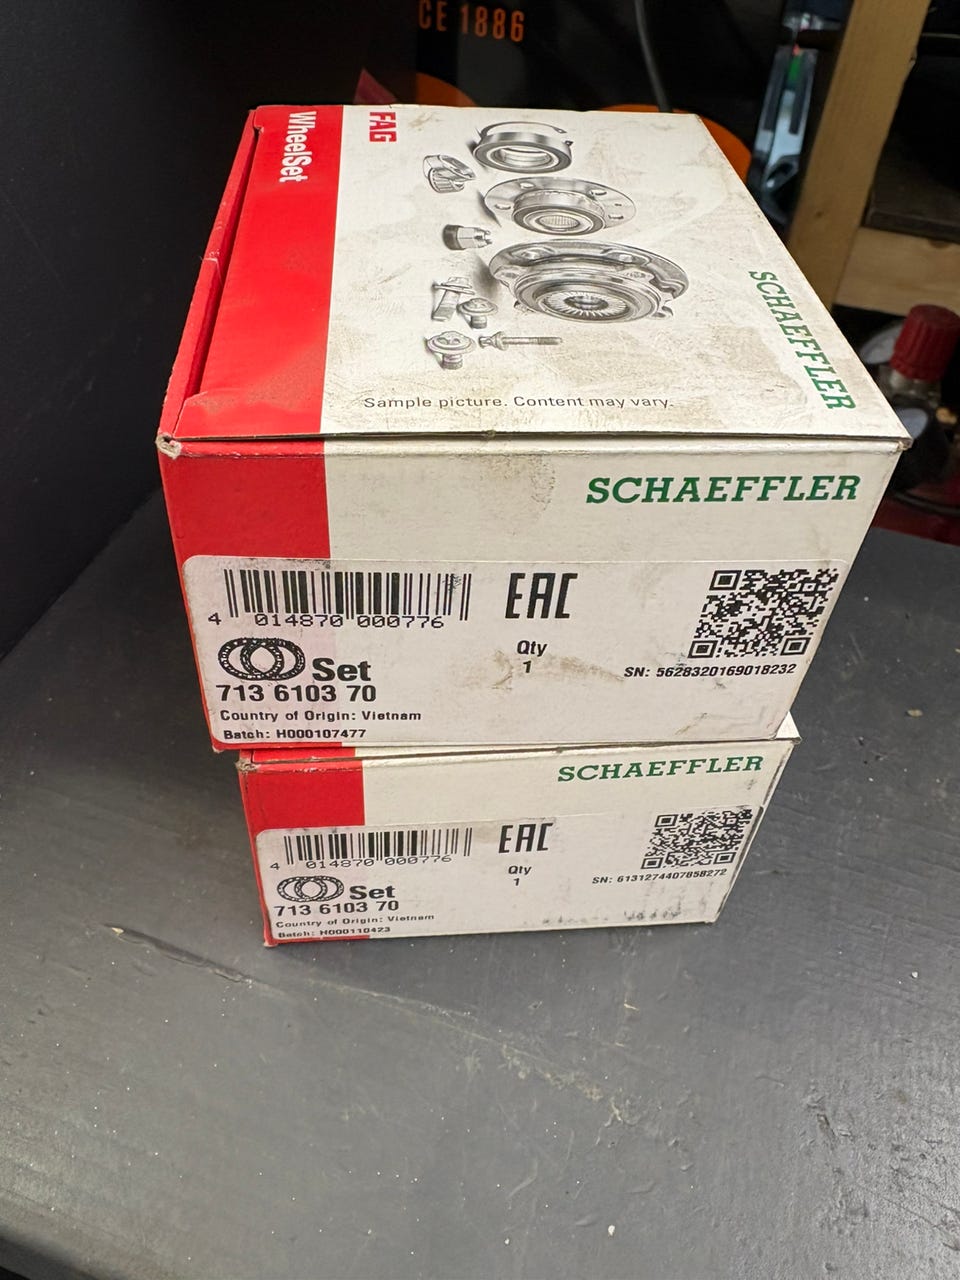 CE 1886
FAG
WheelSet
SCHAEFFLER
Sample picture. Content may vary.
SCHAEFFLER
4 014870 000776
EAC
Qty
1
SN: 5628320169018232
Set
713 6103 70
Country of Origin: Vietnam
Batch: H000107477
SCHAEFFLER
4 014870 000776
EAC
Qty
1
SN: 6131274407858272
Set
713 6103 70
Country of Origin: Vietnam
Batch: H000110423